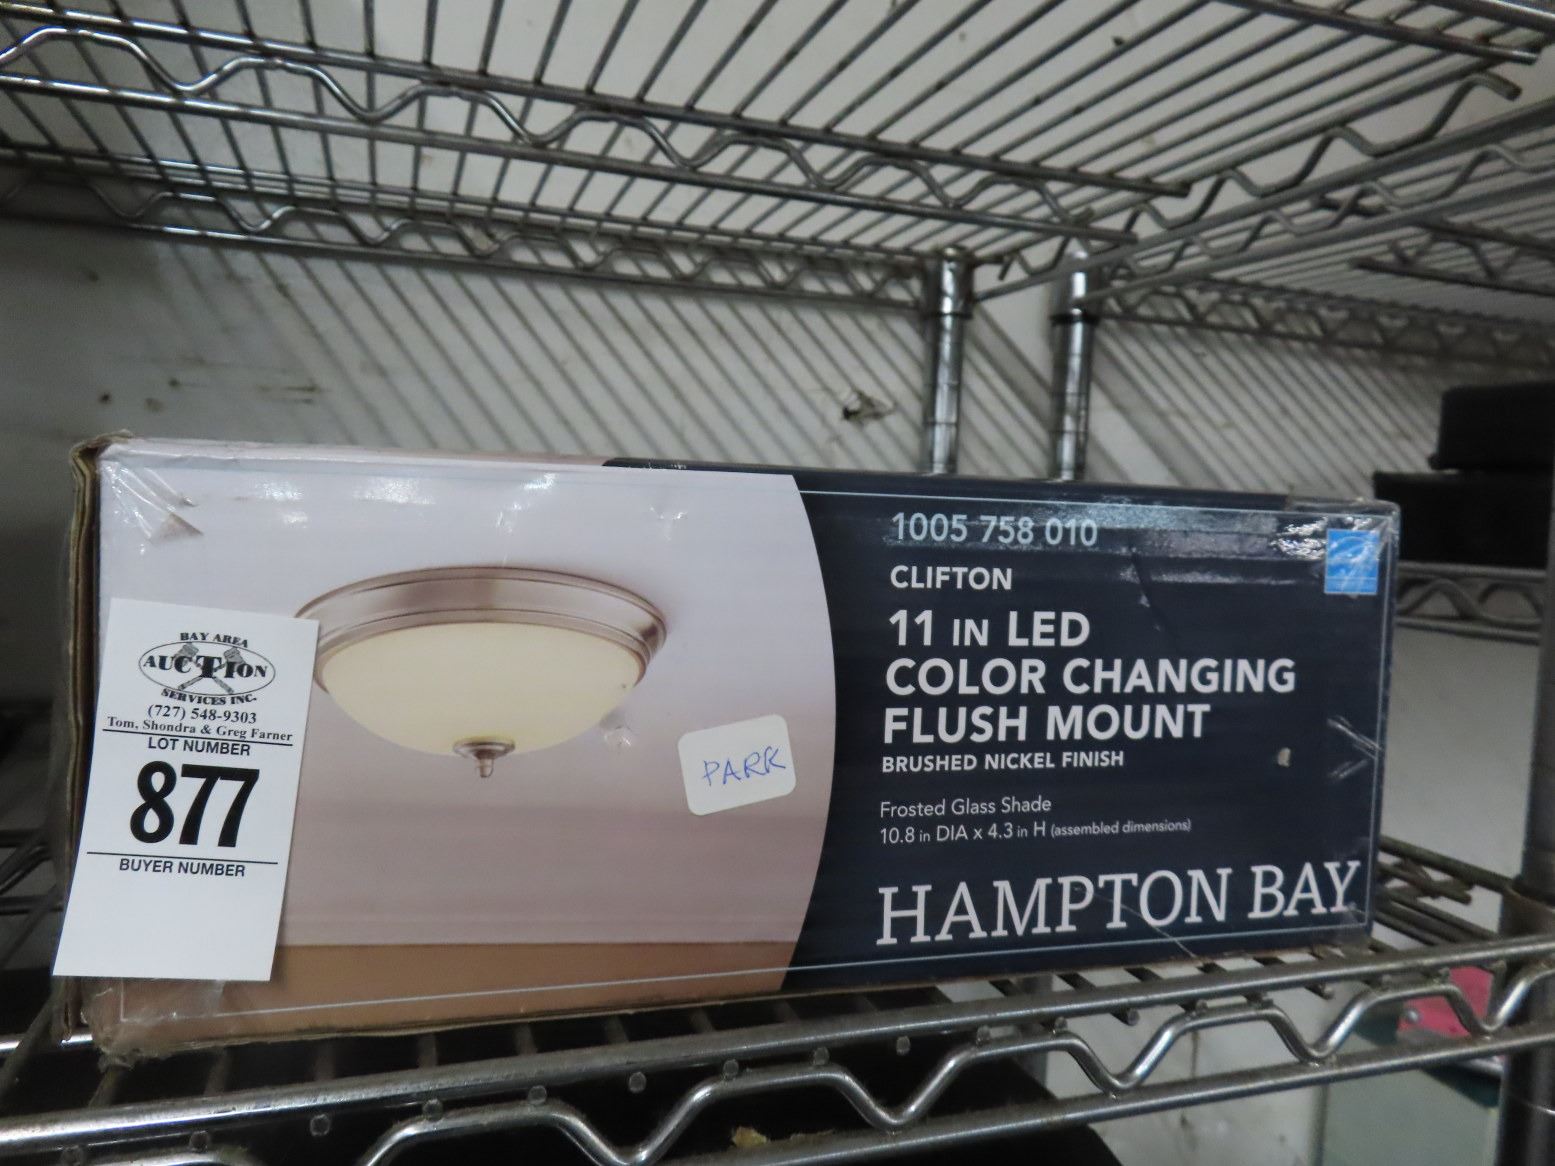 BAY AREA
AUCTION
SERVICES INC.
(727) 548-9303
Tom, Shondra & Greg Farner
LOT NUMBER
877
BUYER NUMBER
PARK
1005 758 010
CLIFTON
11 IN LED
COLOR CHANGING
FLUSH MOUNT
BRUSHED NICKEL FINISH
Frosted Glass Shade
10.8 in DIA x 4.3 in H (assembled dimensions)
HAMPTON BAY